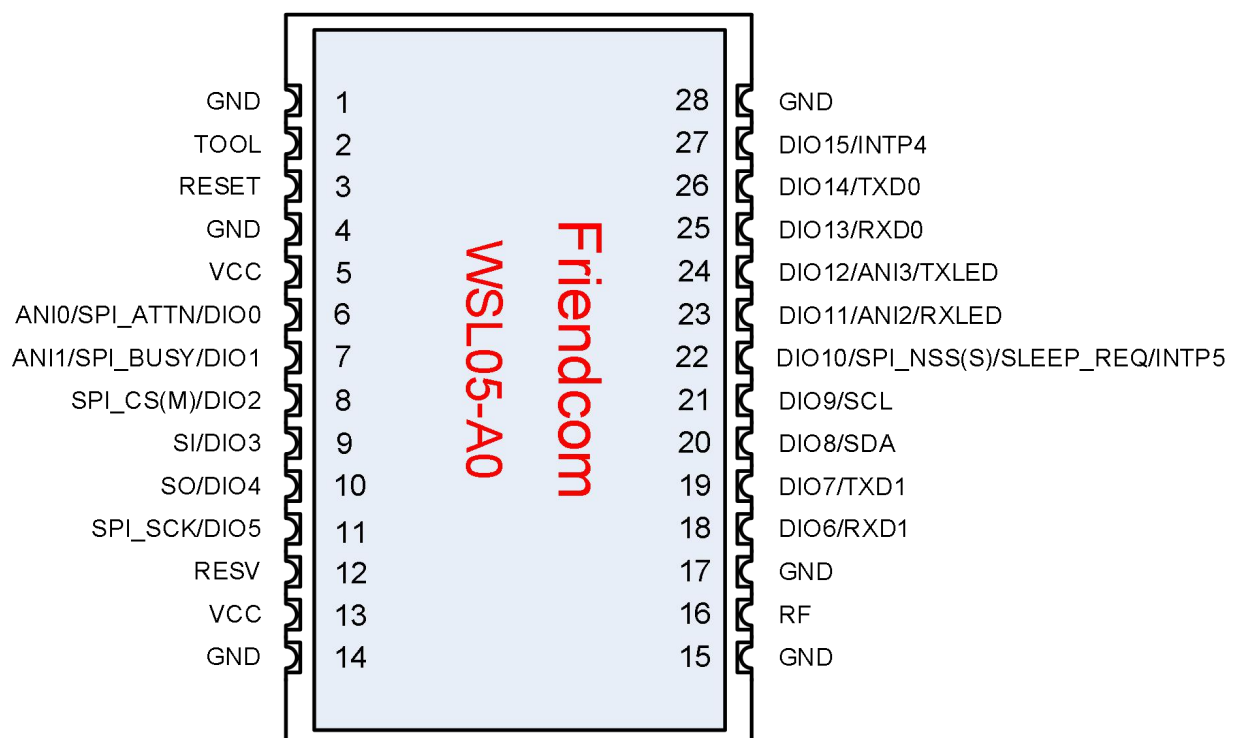 GND 1 28 GND
TOOL 2 27 DIO15/INTP4
RESET 3 26 DIO14/TXD0
GND 4 25 DIO13/RXD0
VCC 5 24 DIO12/ANI3/TXLED
ANI0/SPI_ATTN/DIO0 6 23 DIO11/ANI2/RXLED
ANI1/SPI_BUSY/DIO1 7 22 DIO10/SPI_NSS(S)/SLEEP_REQ/INTP5
SPI_CS(M)/DIO2 8 21 DIO9/SCL
SI/DIO3 9 20 DIO8/SDA
SO/DIO4 10 19 DIO7/TXD1
SPI_SCK/DIO5 11 18 DIO6/RXD1
RESV 12 17 GND
VCC 13 16 RF
GND 14 15 GND
Friendcom
WSL05-A0